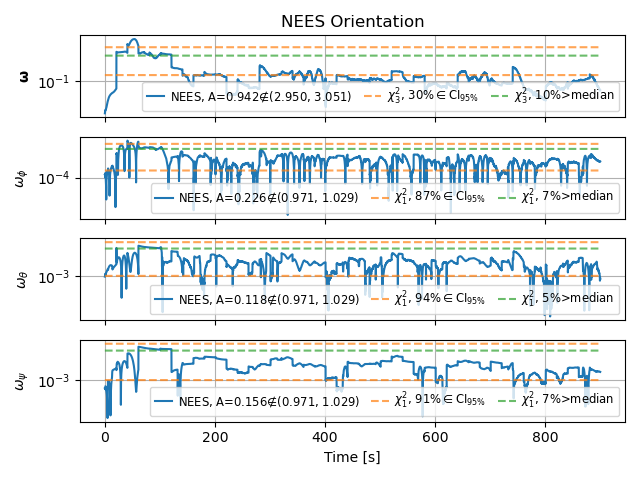 NEES Orientation
ω
10⁻¹
NEES, A=0.942∉(2.950, 3.051) χ²₃, 30%∈CI₉₅% χ²₃, 10%>median
ω_ϕ
10⁻⁴
NEES, A=0.226∉(0.971, 1.029) χ²₁, 87%∈CI₉₅% χ²₁, 7%>median
ω_θ
10⁻³
NEES, A=0.118∉(0.971, 1.029) χ²₁, 94%∈CI₉₅% χ²₁, 5%>median
ω_ψ
10⁻³
NEES, A=0.156∉(0.971, 1.029) χ²₁, 91%∈CI₉₅% χ²₁, 7%>median
0 200 400 600 800
Time [s]